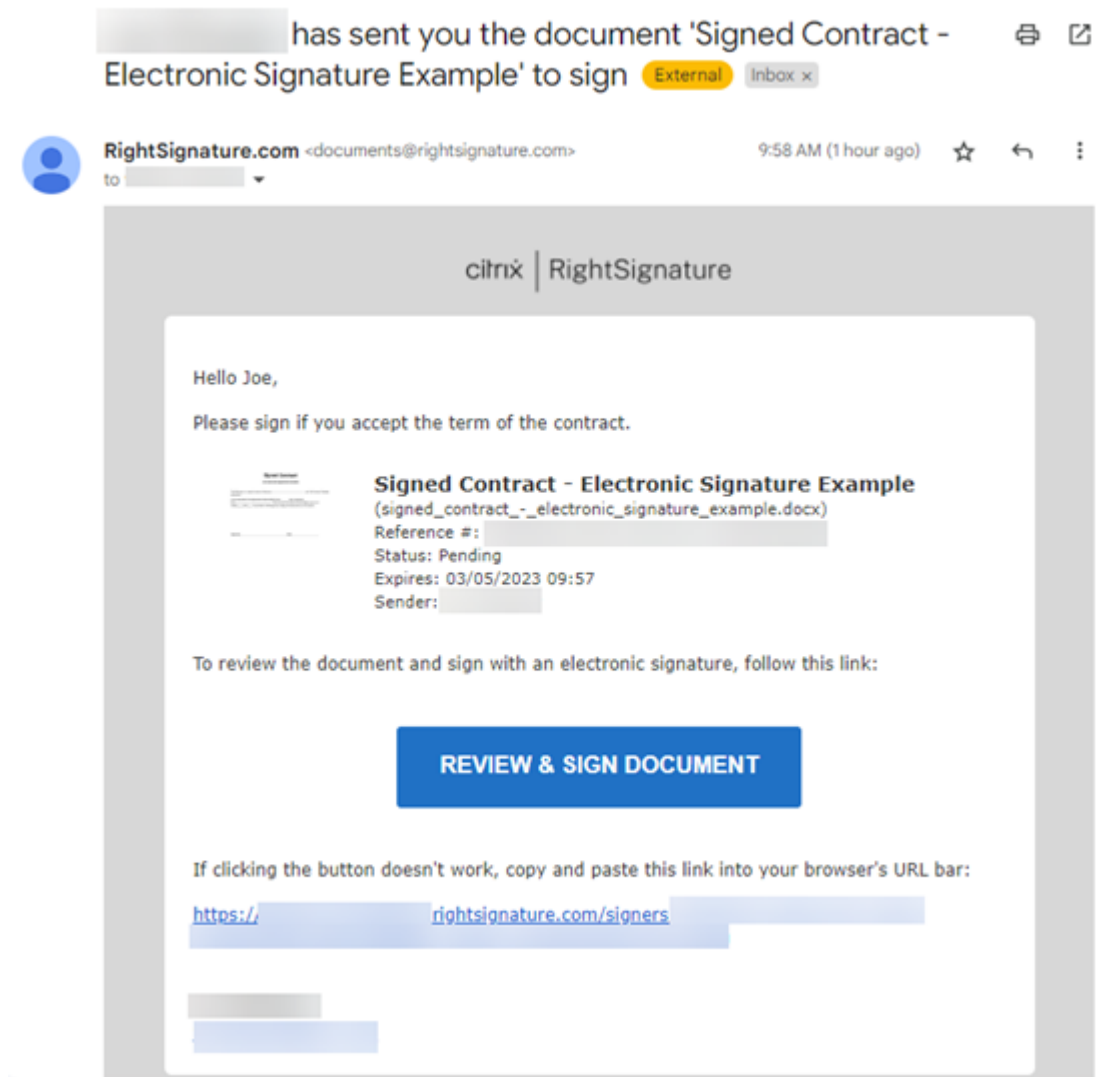 has sent you the document 'Signed Contract -
Electronic Signature Example' to sign External Inbox x
RightSignature.com <documents@rightsignature.com> 9:58 AM (1 hour ago)
to
citrix | RightSignature
Hello Joe,
Please sign if you accept the term of the contract.
Signed Contract - Electronic Signature Example
(signed_contract_-_electronic_signature_example.docx)
Reference #:
Status: Pending
Expires: 03/05/2023 09:57
Sender:
To review the document and sign with an electronic signature, follow this link:
REVIEW & SIGN DOCUMENT
If clicking the button doesn't work, copy and paste this link into your browser's URL bar:
https:// rightsignature.com/signers